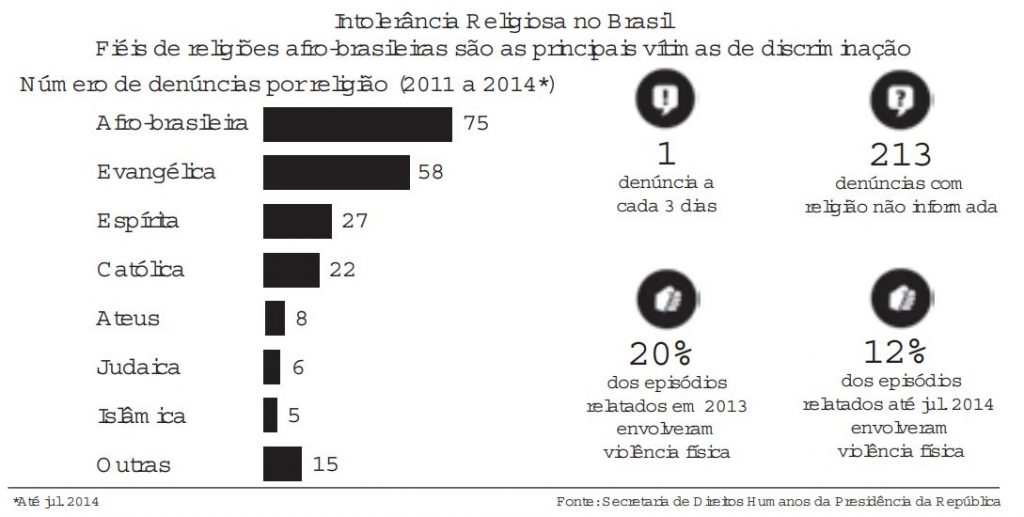 Intolerância Religiosa no Brasil
Fiéis de religiões afro-brasileiras são as principais vítimas de discriminação
Número de denúncias por religião (2011 a 2014*)
Afro-brasileira 75
Evangélica 58
Espírita 27
Católica 22
Ateus 8
Judaica 6
Islâmica 5
Outras 15
!
1
denúncia a
cada 3 dias
?
213
denúncias com
religião não informada
20%
dos episódios
relatados em 2013
envolveram
violência física
12%
dos episódios
relatados até jul.2014
envolveram
violência física
*Até jul.2014
Fonte: Secretaria de Direitos Humanos da Presidência da República